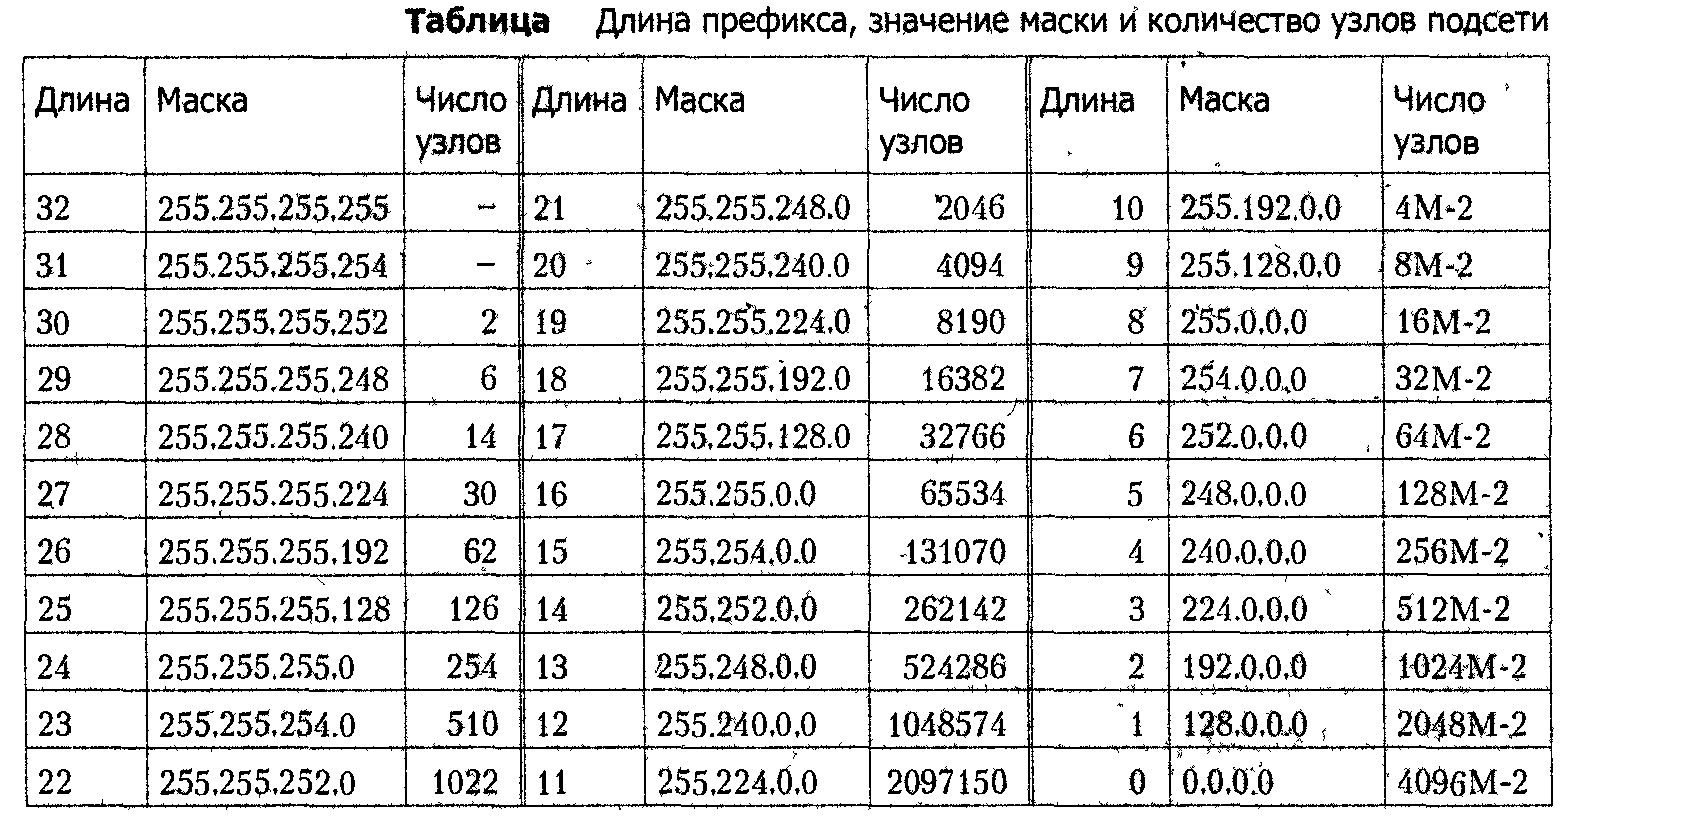 Таблица Длина префикса, значение маски и количество узлов подсети
Длина Маска Число узлов Длина Маска Число узлов Длина Маска Число узлов
32 255.255.255.255 – 21 255.255.248.0 2046 10 255.192.0.0 4M-2
31 255.255.255.254 – 20 255.255.240.0 4094 9 255.128.0.0 8M-2
30 255.255.255.252 2 19 255.255.224.0 8190 8 255.0.0.0 16M-2
29 255.255.255.248 6 18 255.255.192.0 16382 7 254.0.0.0 32M-2
28 255.255.255.240 14 17 255.255.128.0 32766 6 252.0.0.0 64M-2
27 255.255.255.224 30 16 255.255.0.0 65534 5 248.0.0.0 128M-2
26 255.255.255.192 62 15 255.254.0.0 131070 4 240.0.0.0 256M-2
25 255.255.255.128 126 14 255.252.0.0 262142 3 224.0.0.0 512M-2
24 255.255.255.0 254 13 255.248.0.0 524286 2 192.0.0.0 1024M-2
23 255.255.254.0 510 12 255.240.0.0 1048574 1 128.0.0.0 2048M-2
22 255.255.252.0 1022 11 255.224.0.0 2097150 0 0.0.0.0 4096M-2